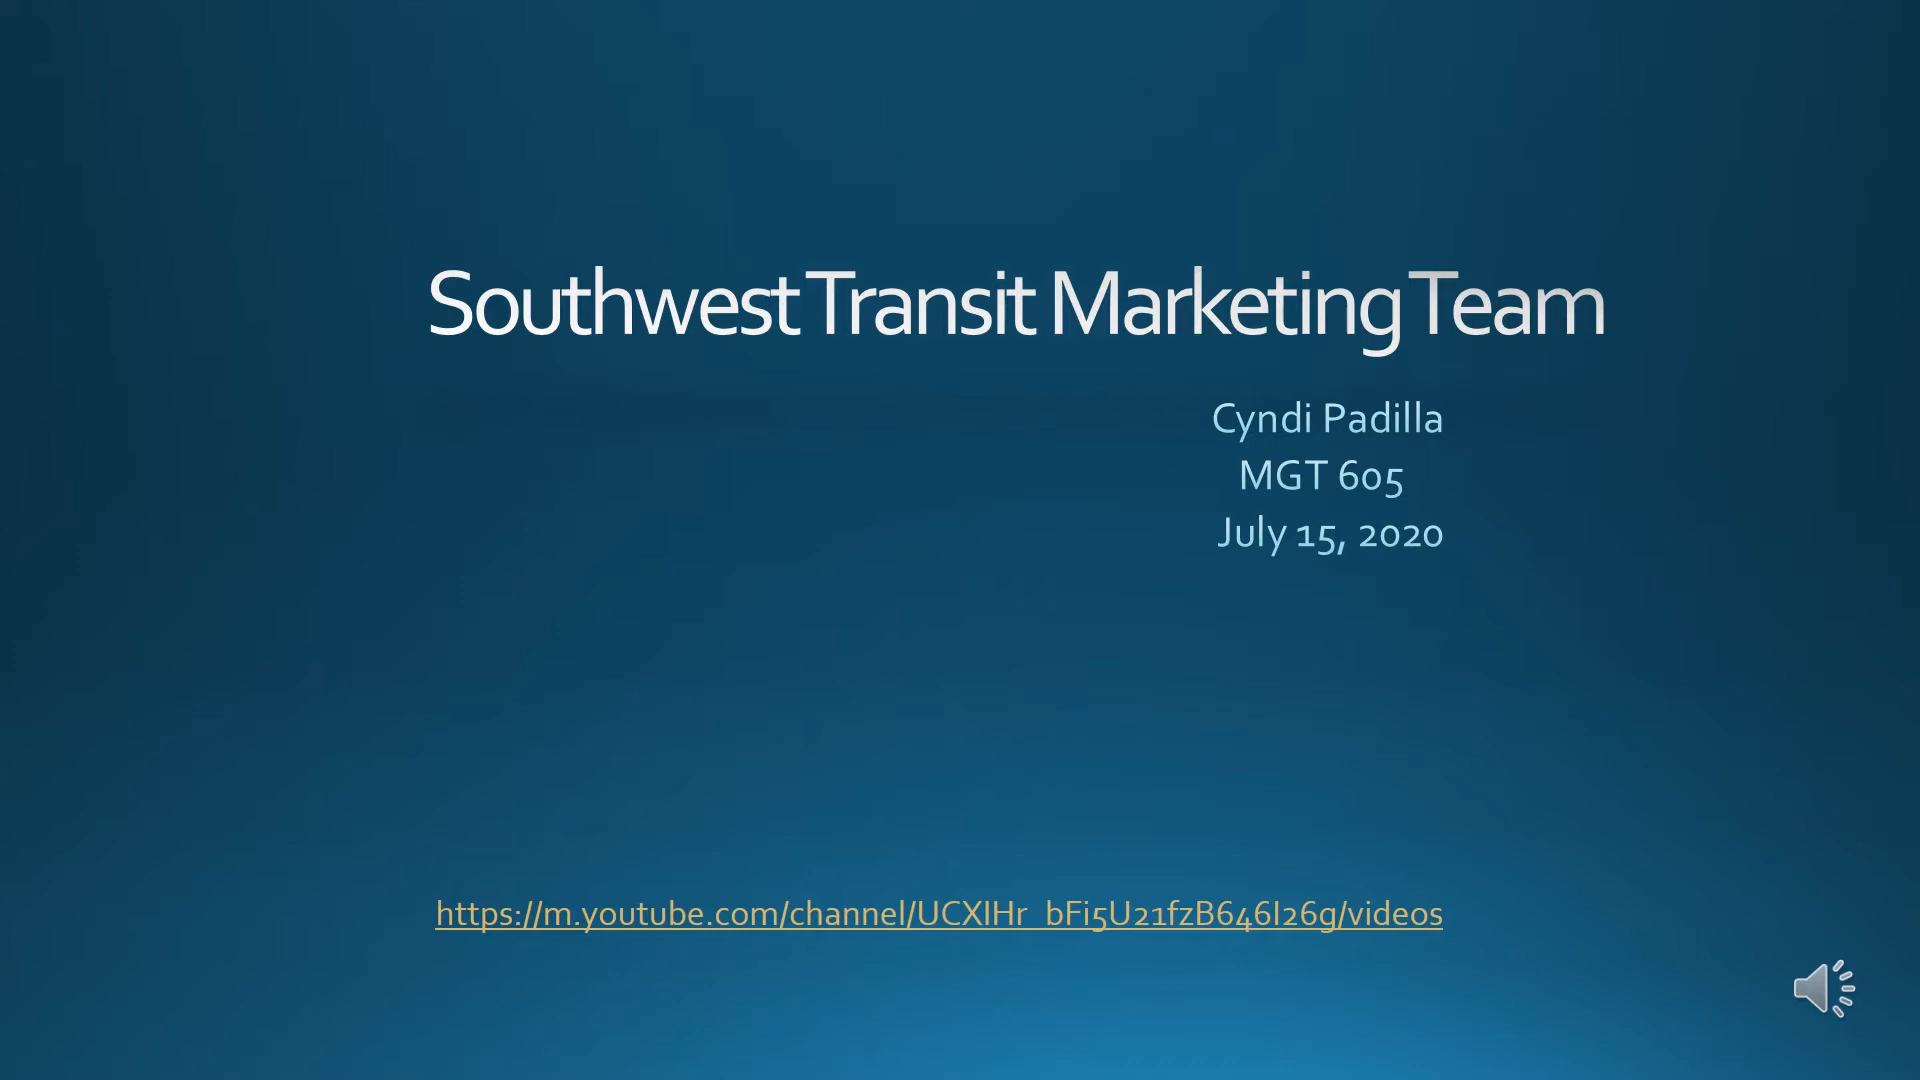 Southwest Transit Marketing Team
Cyndi Padilla
MGT 605
July 15, 2020
https://m.youtube.com/channel/UCXIHr_bFi5U21fzB646I26g/videos